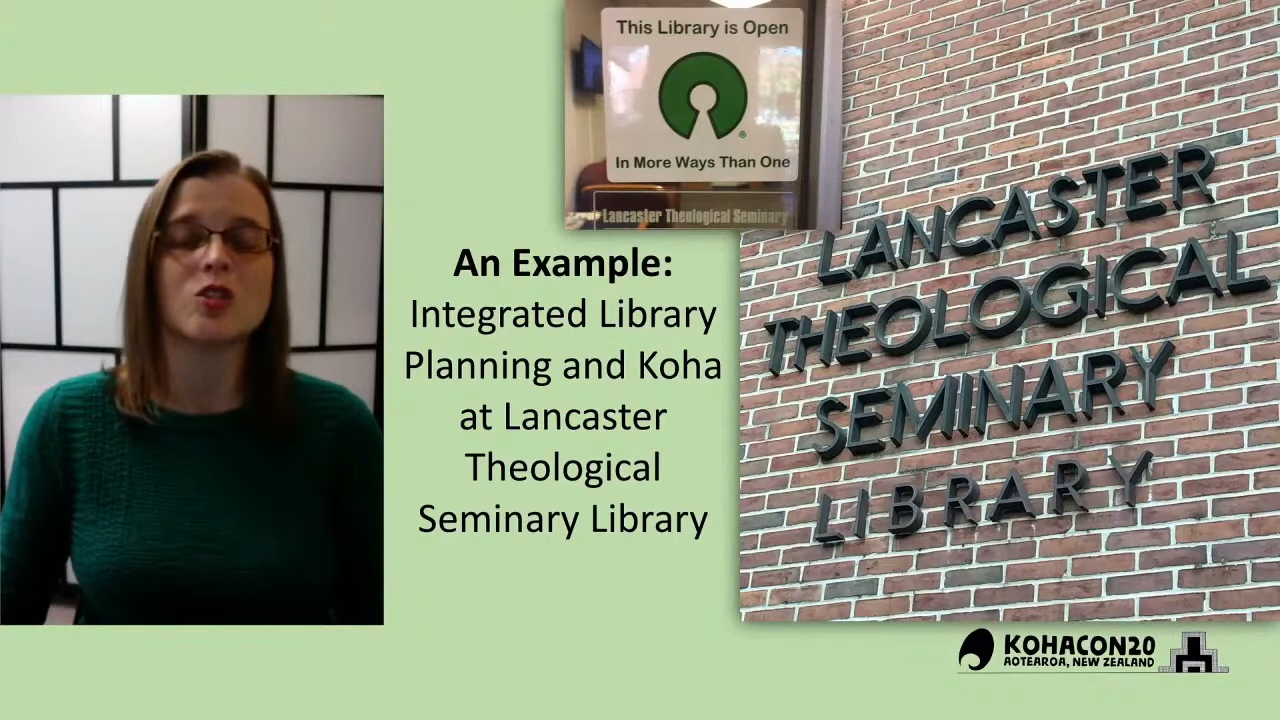 This Library is Open
®
In More Ways Than One
Lancaster Theological Seminary
An Example:
Integrated Library
Planning and Koha
at Lancaster
Theological
Seminary Library
LANCASTER
THEOLOGICAL
SEMINARY
LIBRARY
KOHACON20
AOTEAROA, NEW ZEALAND